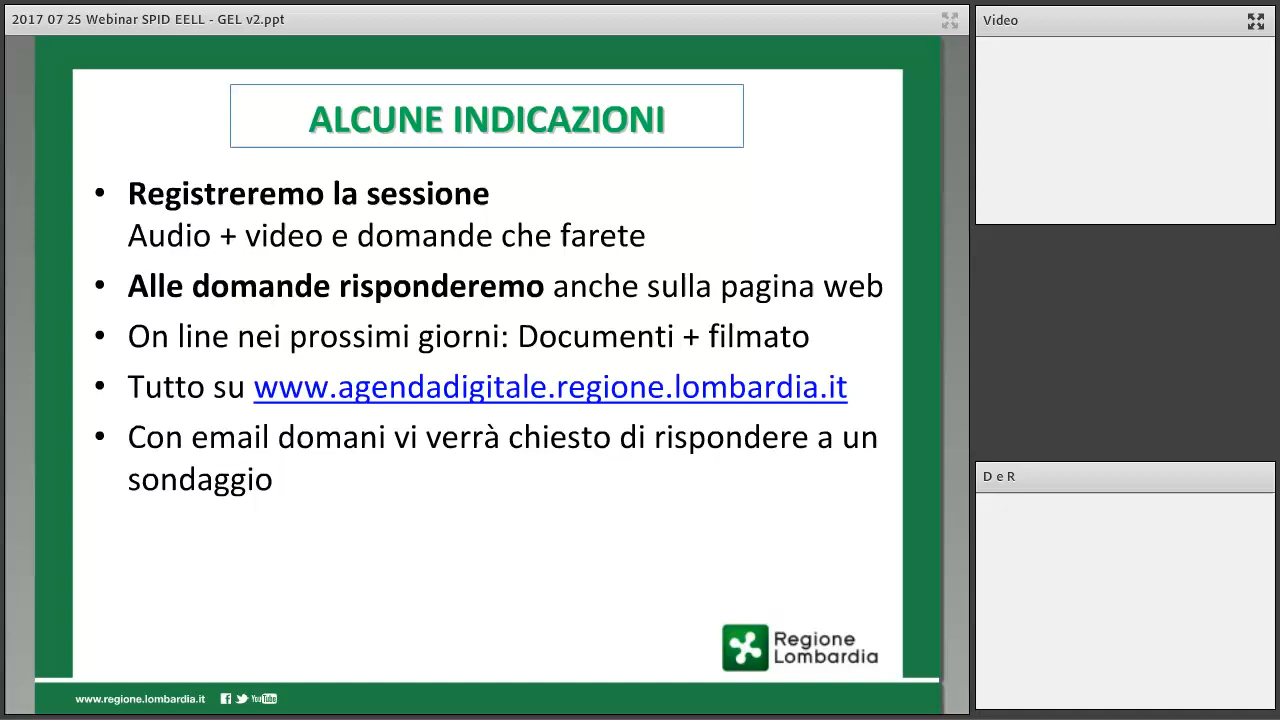 2017 07 25 Webinar SPID EELL - GEL v2.ppt
Video
ALCUNE INDICAZIONI
• Registreremo la sessione
Audio + video e domande che farete
• Alle domande risponderemo anche sulla pagina web
• On line nei prossimi giorni: Documenti + filmato
• Tutto su www.agendadigitale.regione.lombardia.it
• Con email domani vi verrà chiesto di rispondere a un
sondaggio
D e R
Regione
Lombardia
www.regione.lombardia.it
YouTube